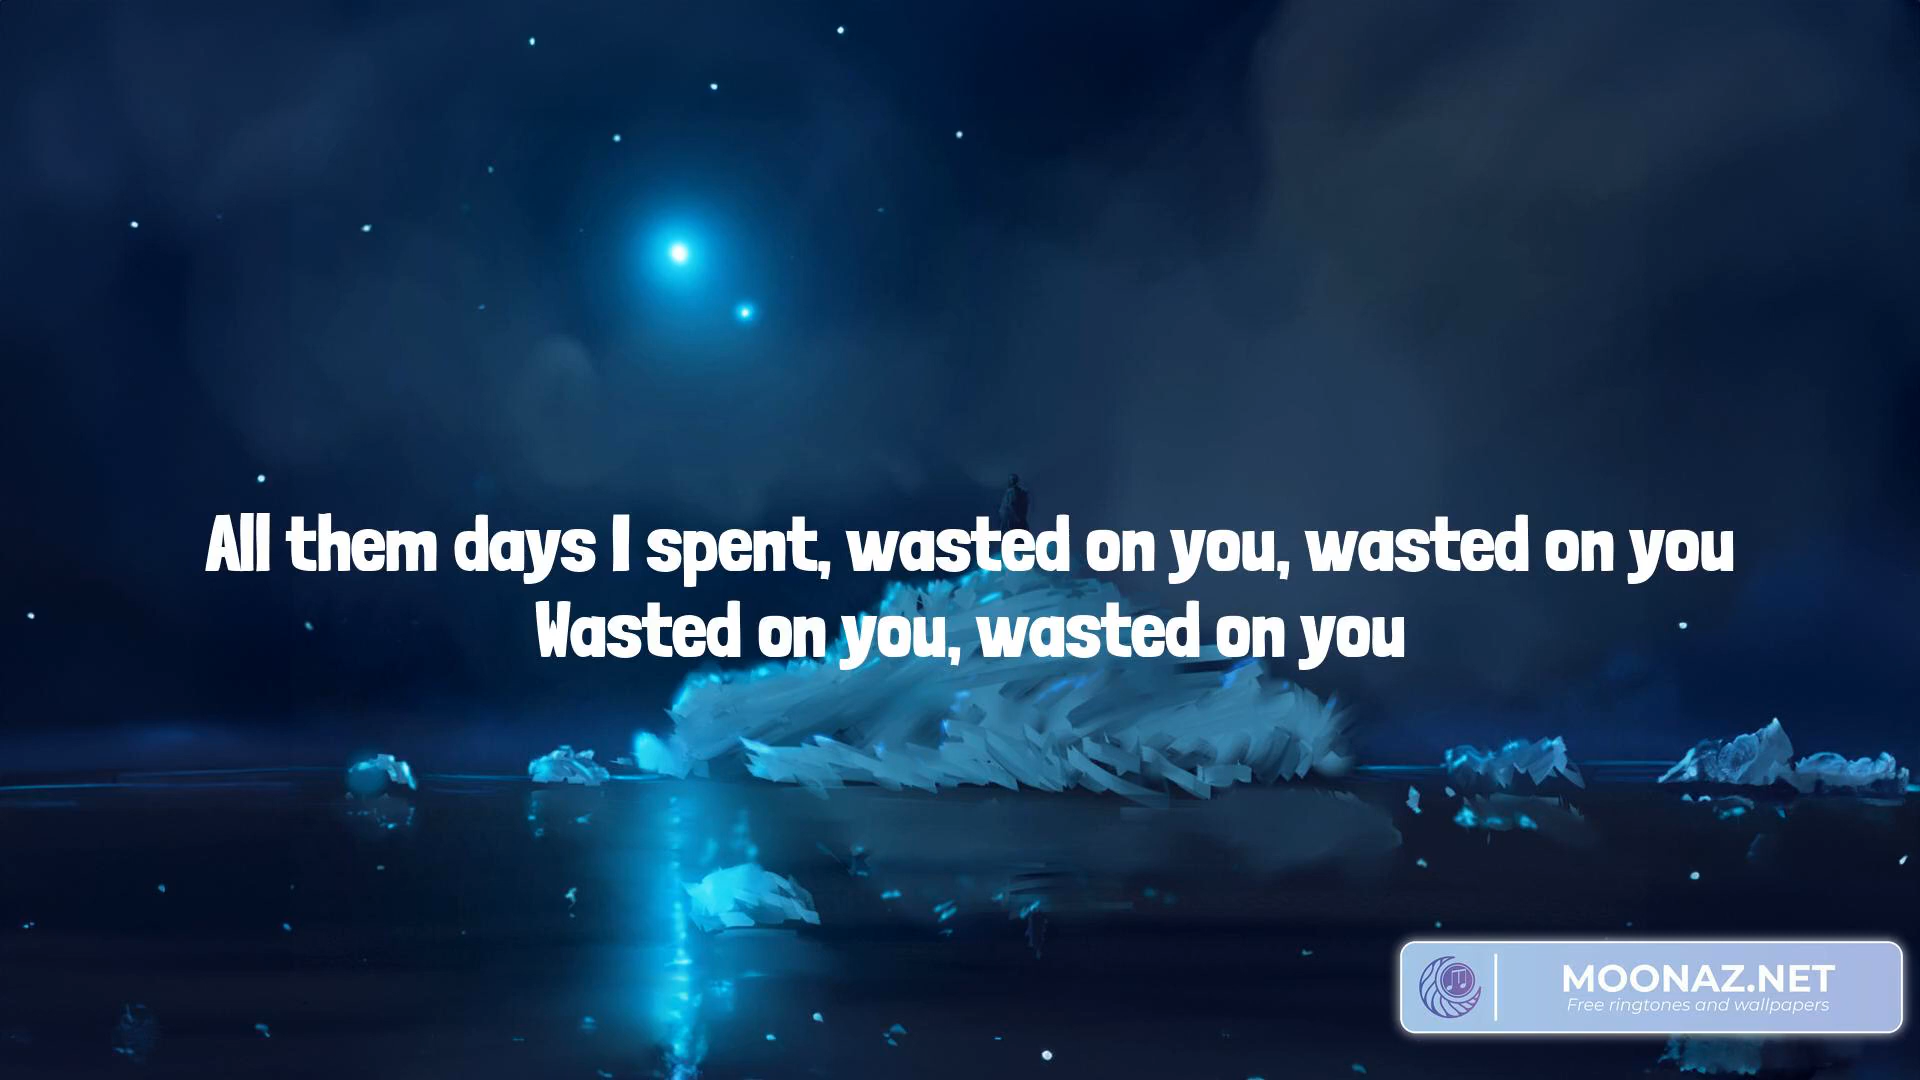 All them days I spent, wasted on you, wasted on you
Wasted on you, wasted on you
MOONAZ.NET
Free ringtones and wallpapers